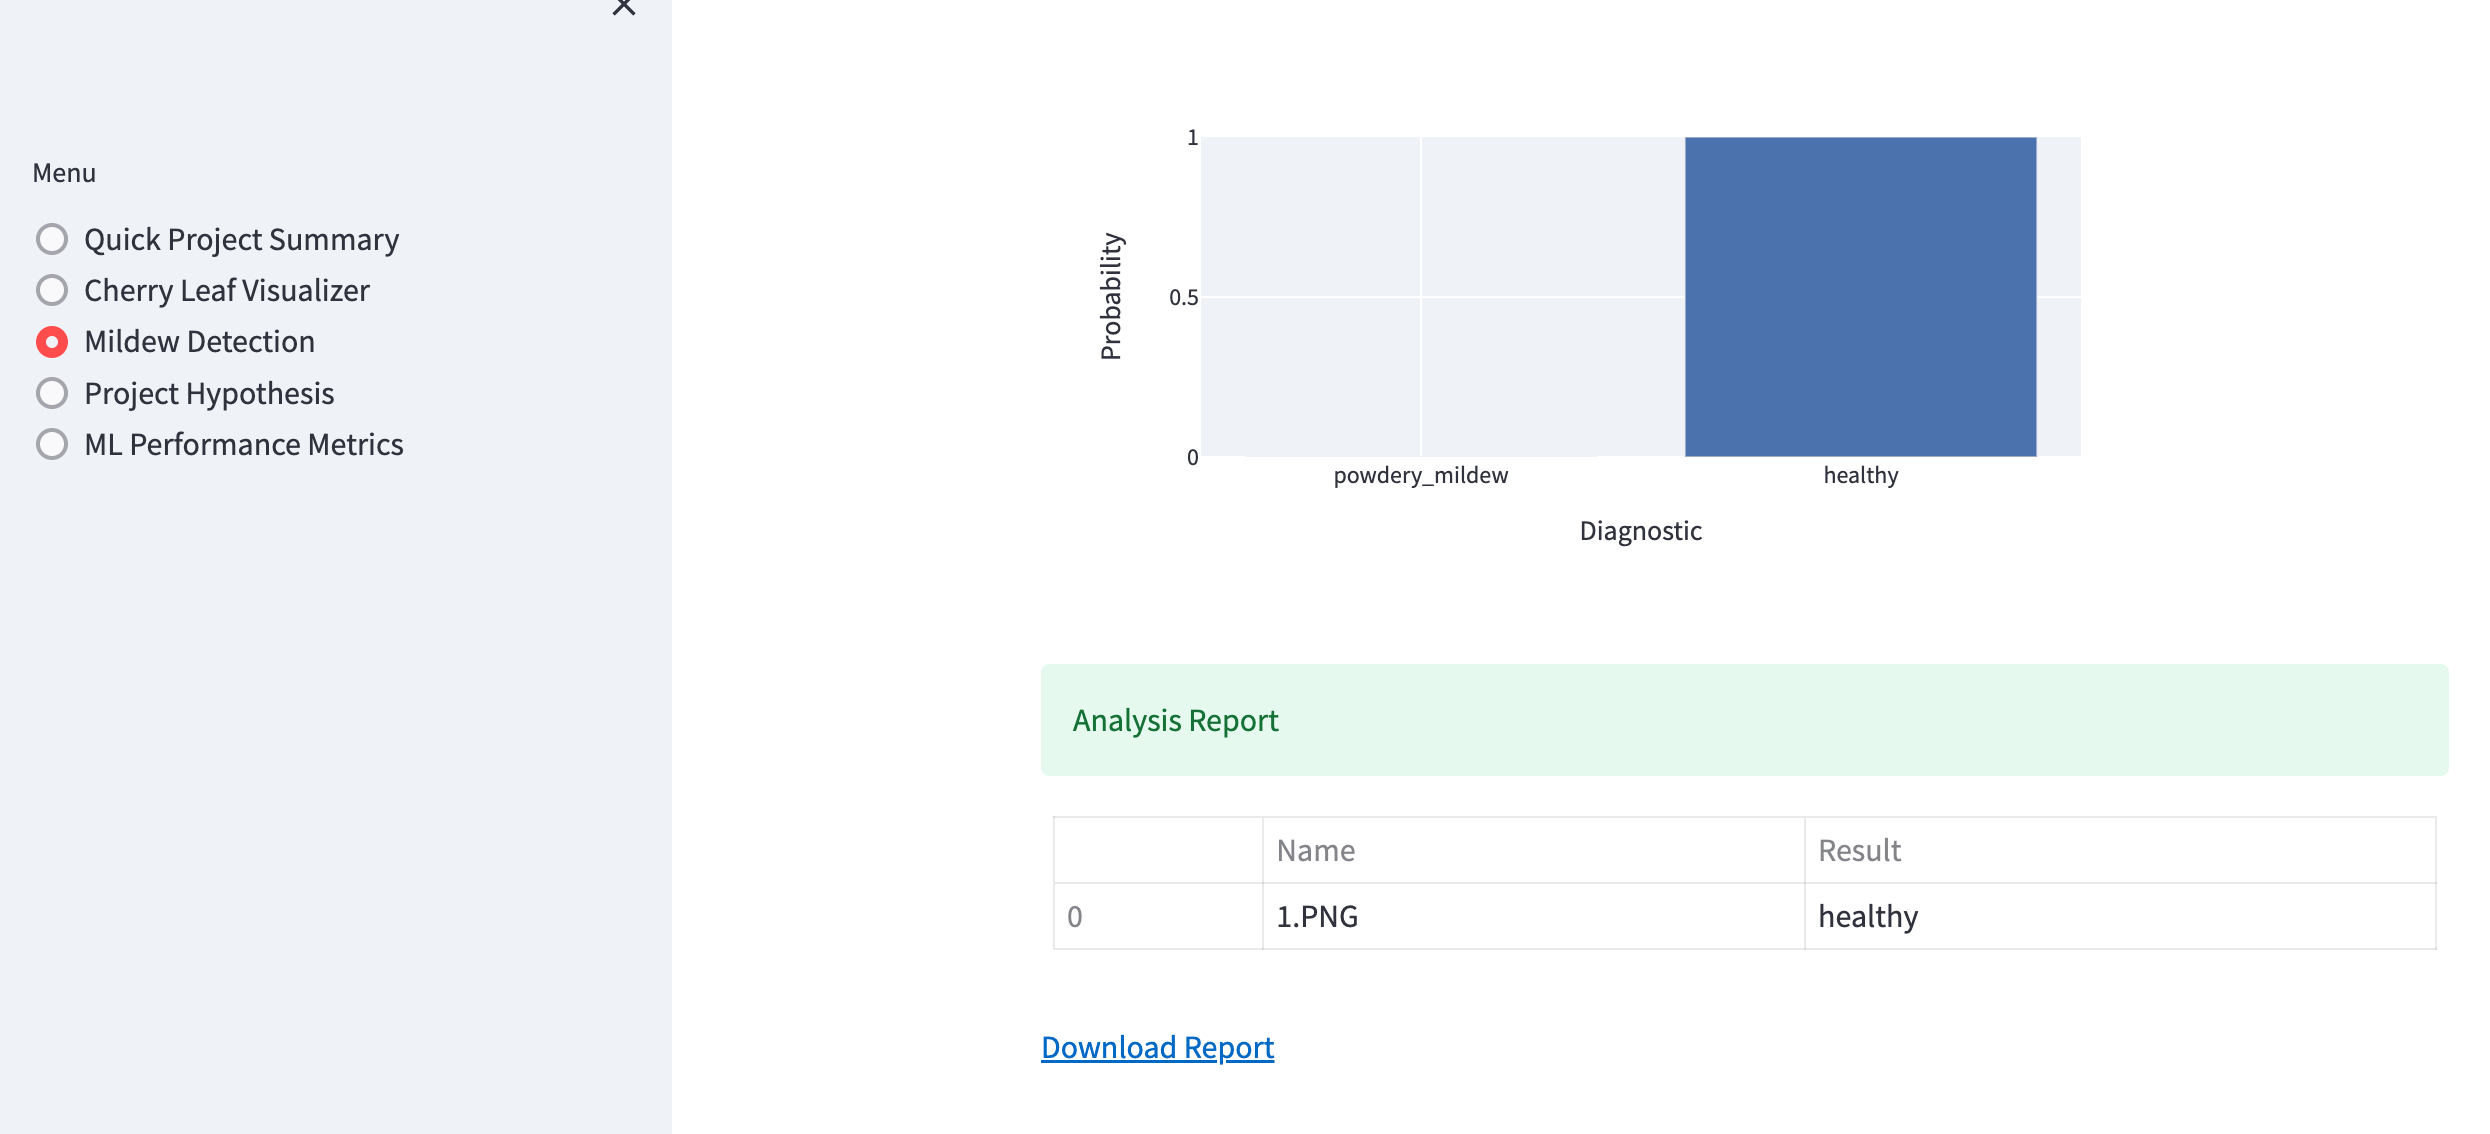 Menu
Quick Project Summary
Cherry Leaf Visualizer
Mildew Detection
Project Hypothesis
ML Performance Metrics
1
0.5
0
Probability
powdery_mildew healthy
Diagnostic
Analysis Report
Name Result
0 1.PNG healthy
Download Report